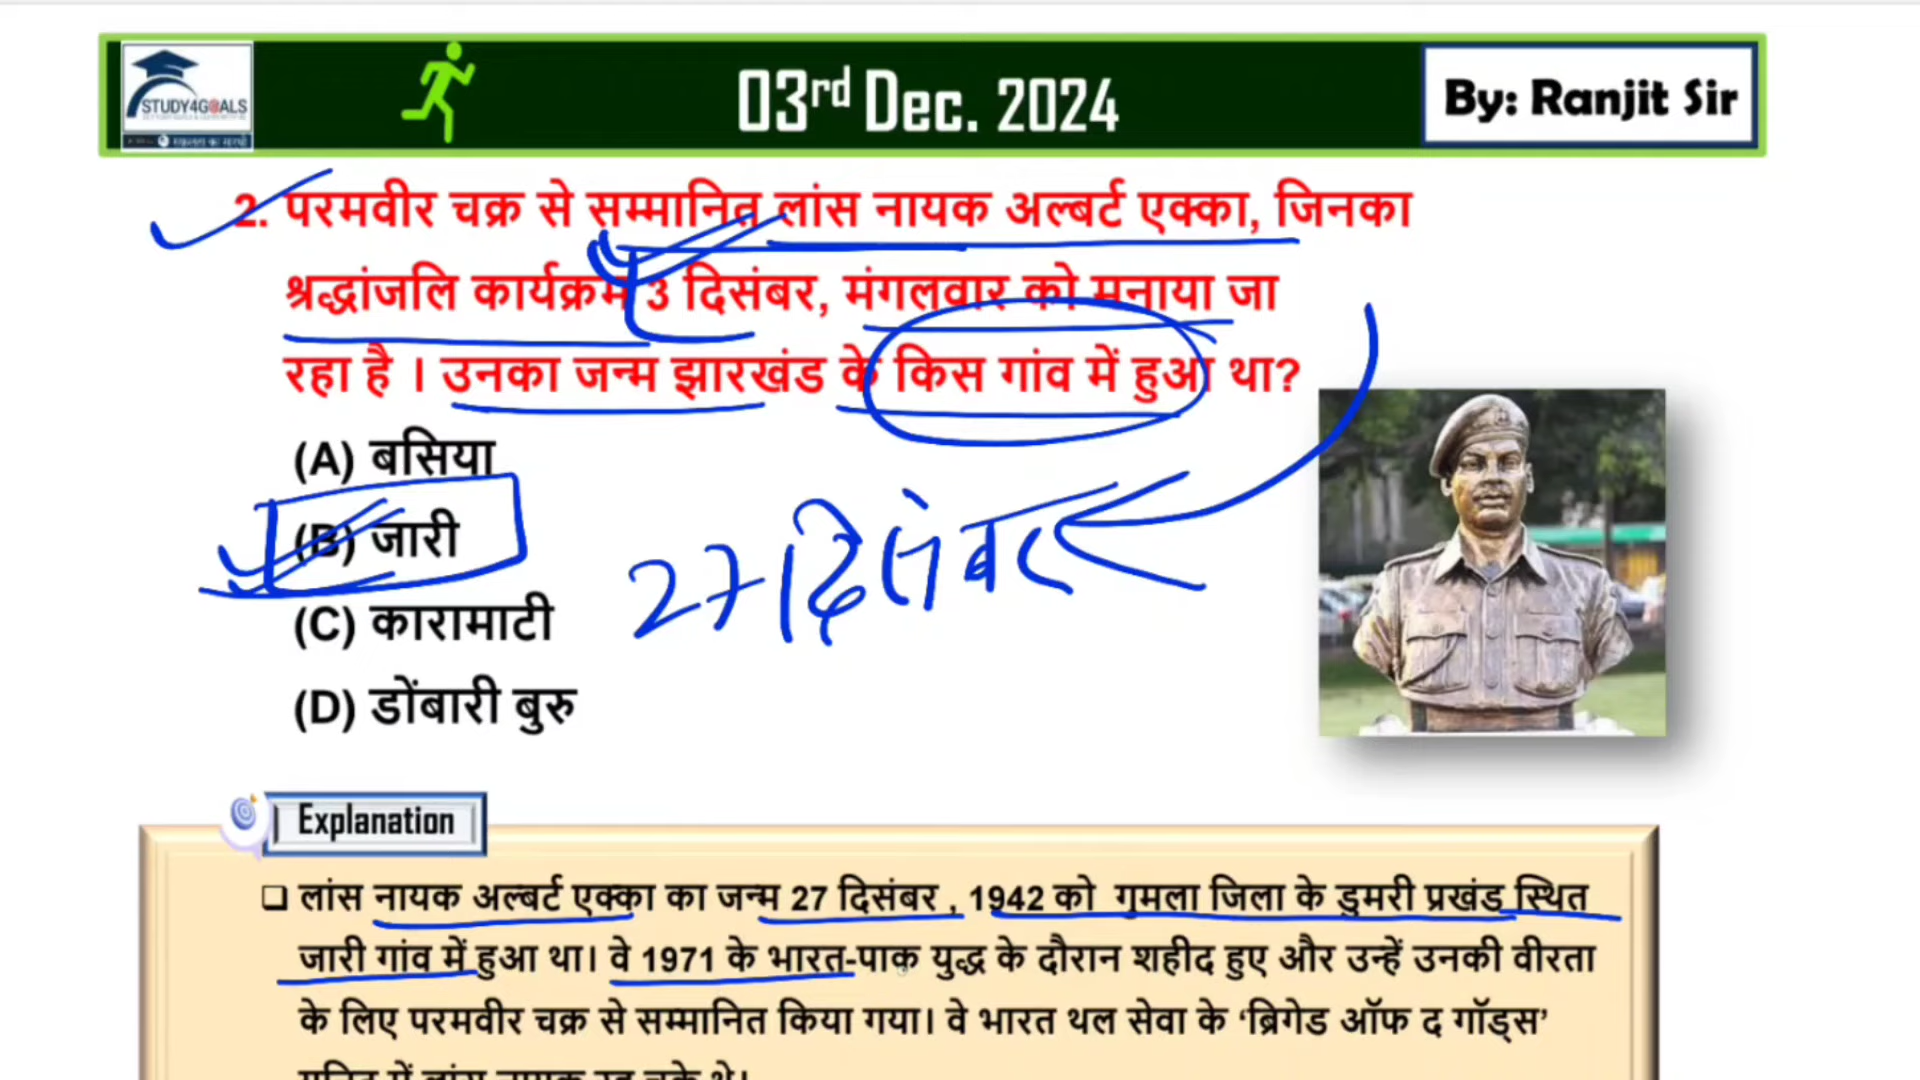 STUDY4GOALS
03rd Dec. 2024
By: Ranjit Sir
2. परमवीर चक्र से सम्मानित लांस नायक अल्बर्ट एक्का, जिनका
श्रद्धांजलि कार्यक्रम 3 दिसंबर, मंगलवार को मनाया जा
रहा है । उनका जन्म झारखंड के किस गांव में हुआ था?
(A) बसिया
(B) जारी
27 दिसंबर
(C) कारामाटी
(D) डोंबारी बुरु
Explanation
❑ लांस नायक अल्बर्ट एक्का का जन्म 27 दिसंबर , 1942 को गुमला जिला के डुमरी प्रखंड स्थित
जारी गांव में हुआ था। वे 1971 के भारत-पाक युद्ध के दौरान शहीद हुए और उन्हें उनकी वीरता
के लिए परमवीर चक्र से सम्मानित किया गया। वे भारत थल सेवा के ‘ब्रिगेड ऑफ द गॉड्स’